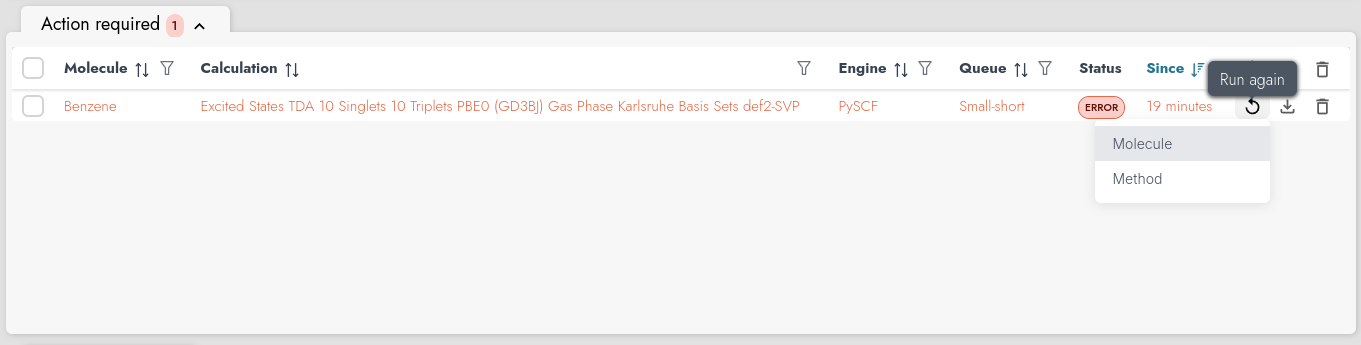 Action required 1
Molecule Calculation Engine Queue Status Since Run again
Benzene Excited States TDA 10 Singlets 10 Triplets PBE0 (GD3BJ) Gas Phase Karlsruhe Basis Sets def2-SVP PySCF Small-short ERROR 19 minutes
Molecule
Method